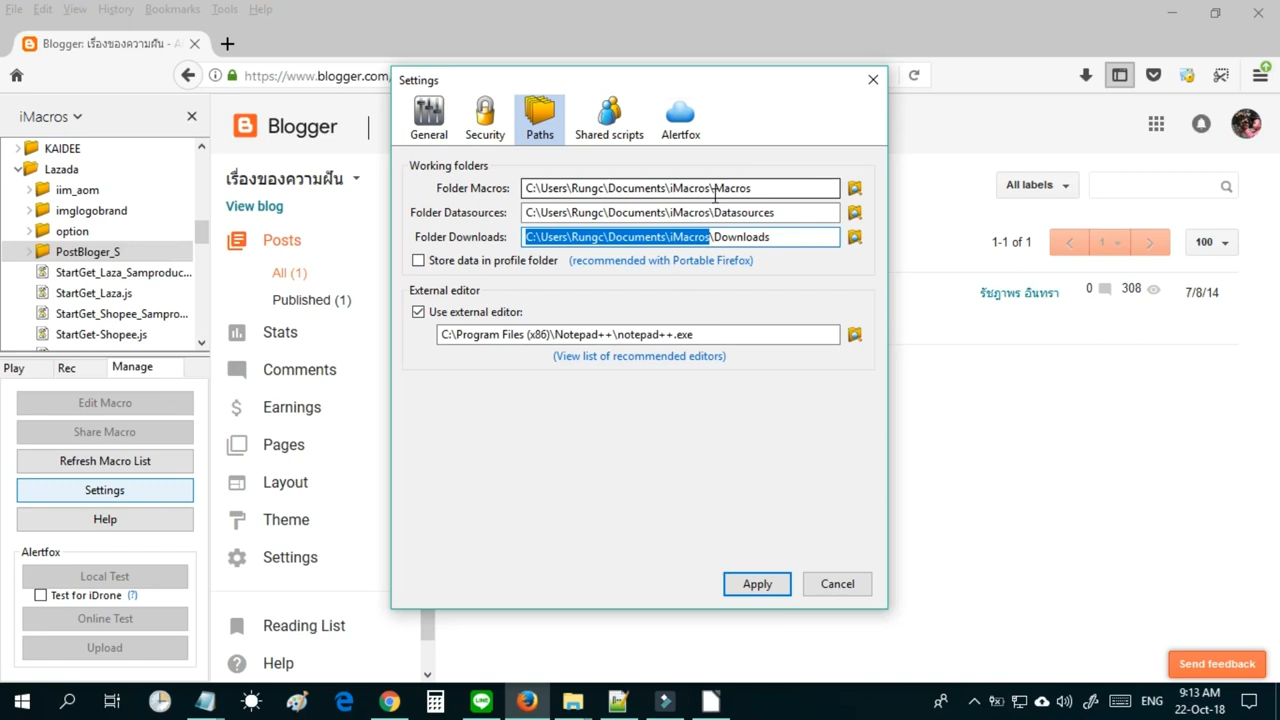 File Edit View History Bookmarks Tools Help
Blogger: เรื่องของความฝัน - A
https://www.blogger.com
iMacros
KAIDEE
Lazada
iim_aom
imglogobrand
option
PostBloger_S
StartGet_Laza_Samproduc...
StartGet_Laza.js
StartGet_Shopee_Sampro...
StartGet-Shopee.js
Play Rec Manage
Edit Macro
Share Macro
Refresh Macro List
Settings
Help
Alertfox
Local Test
Test for iDrone (?)
Online Test
Upload
Blogger
เรื่องของความฝัน
View blog
Posts
All (1)
Published (1)
Stats
Comments
Earnings
Pages
Layout
Theme
Settings
Reading List
Help
Settings
General Security Paths Shared scripts Alertfox
Working folders
Folder Macros: C:\Users\Rungc\Documents\iMacros\Macros
Folder Datasources: C:\Users\Rungc\Documents\iMacros\Datasources
Folder Downloads: C:\Users\Rungc\Documents\iMacros\Downloads
Store data in profile folder (recommended with Portable Firefox)
External editor
Use external editor:
C:\Program Files (x86)\Notepad++\notepad++.exe
(View list of recommended editors)
Apply Cancel
All labels
1-1 of 1 1 100
รัชฎาพร อินทรา 0 308 7/8/14
Send feedback
ENG 9:13 AM
22-Oct-18